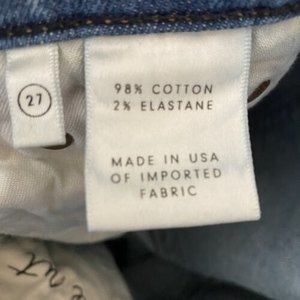 27
98% COTTON
2% ELASTANE
MADE IN USA
OF IMPORTED
FABRIC